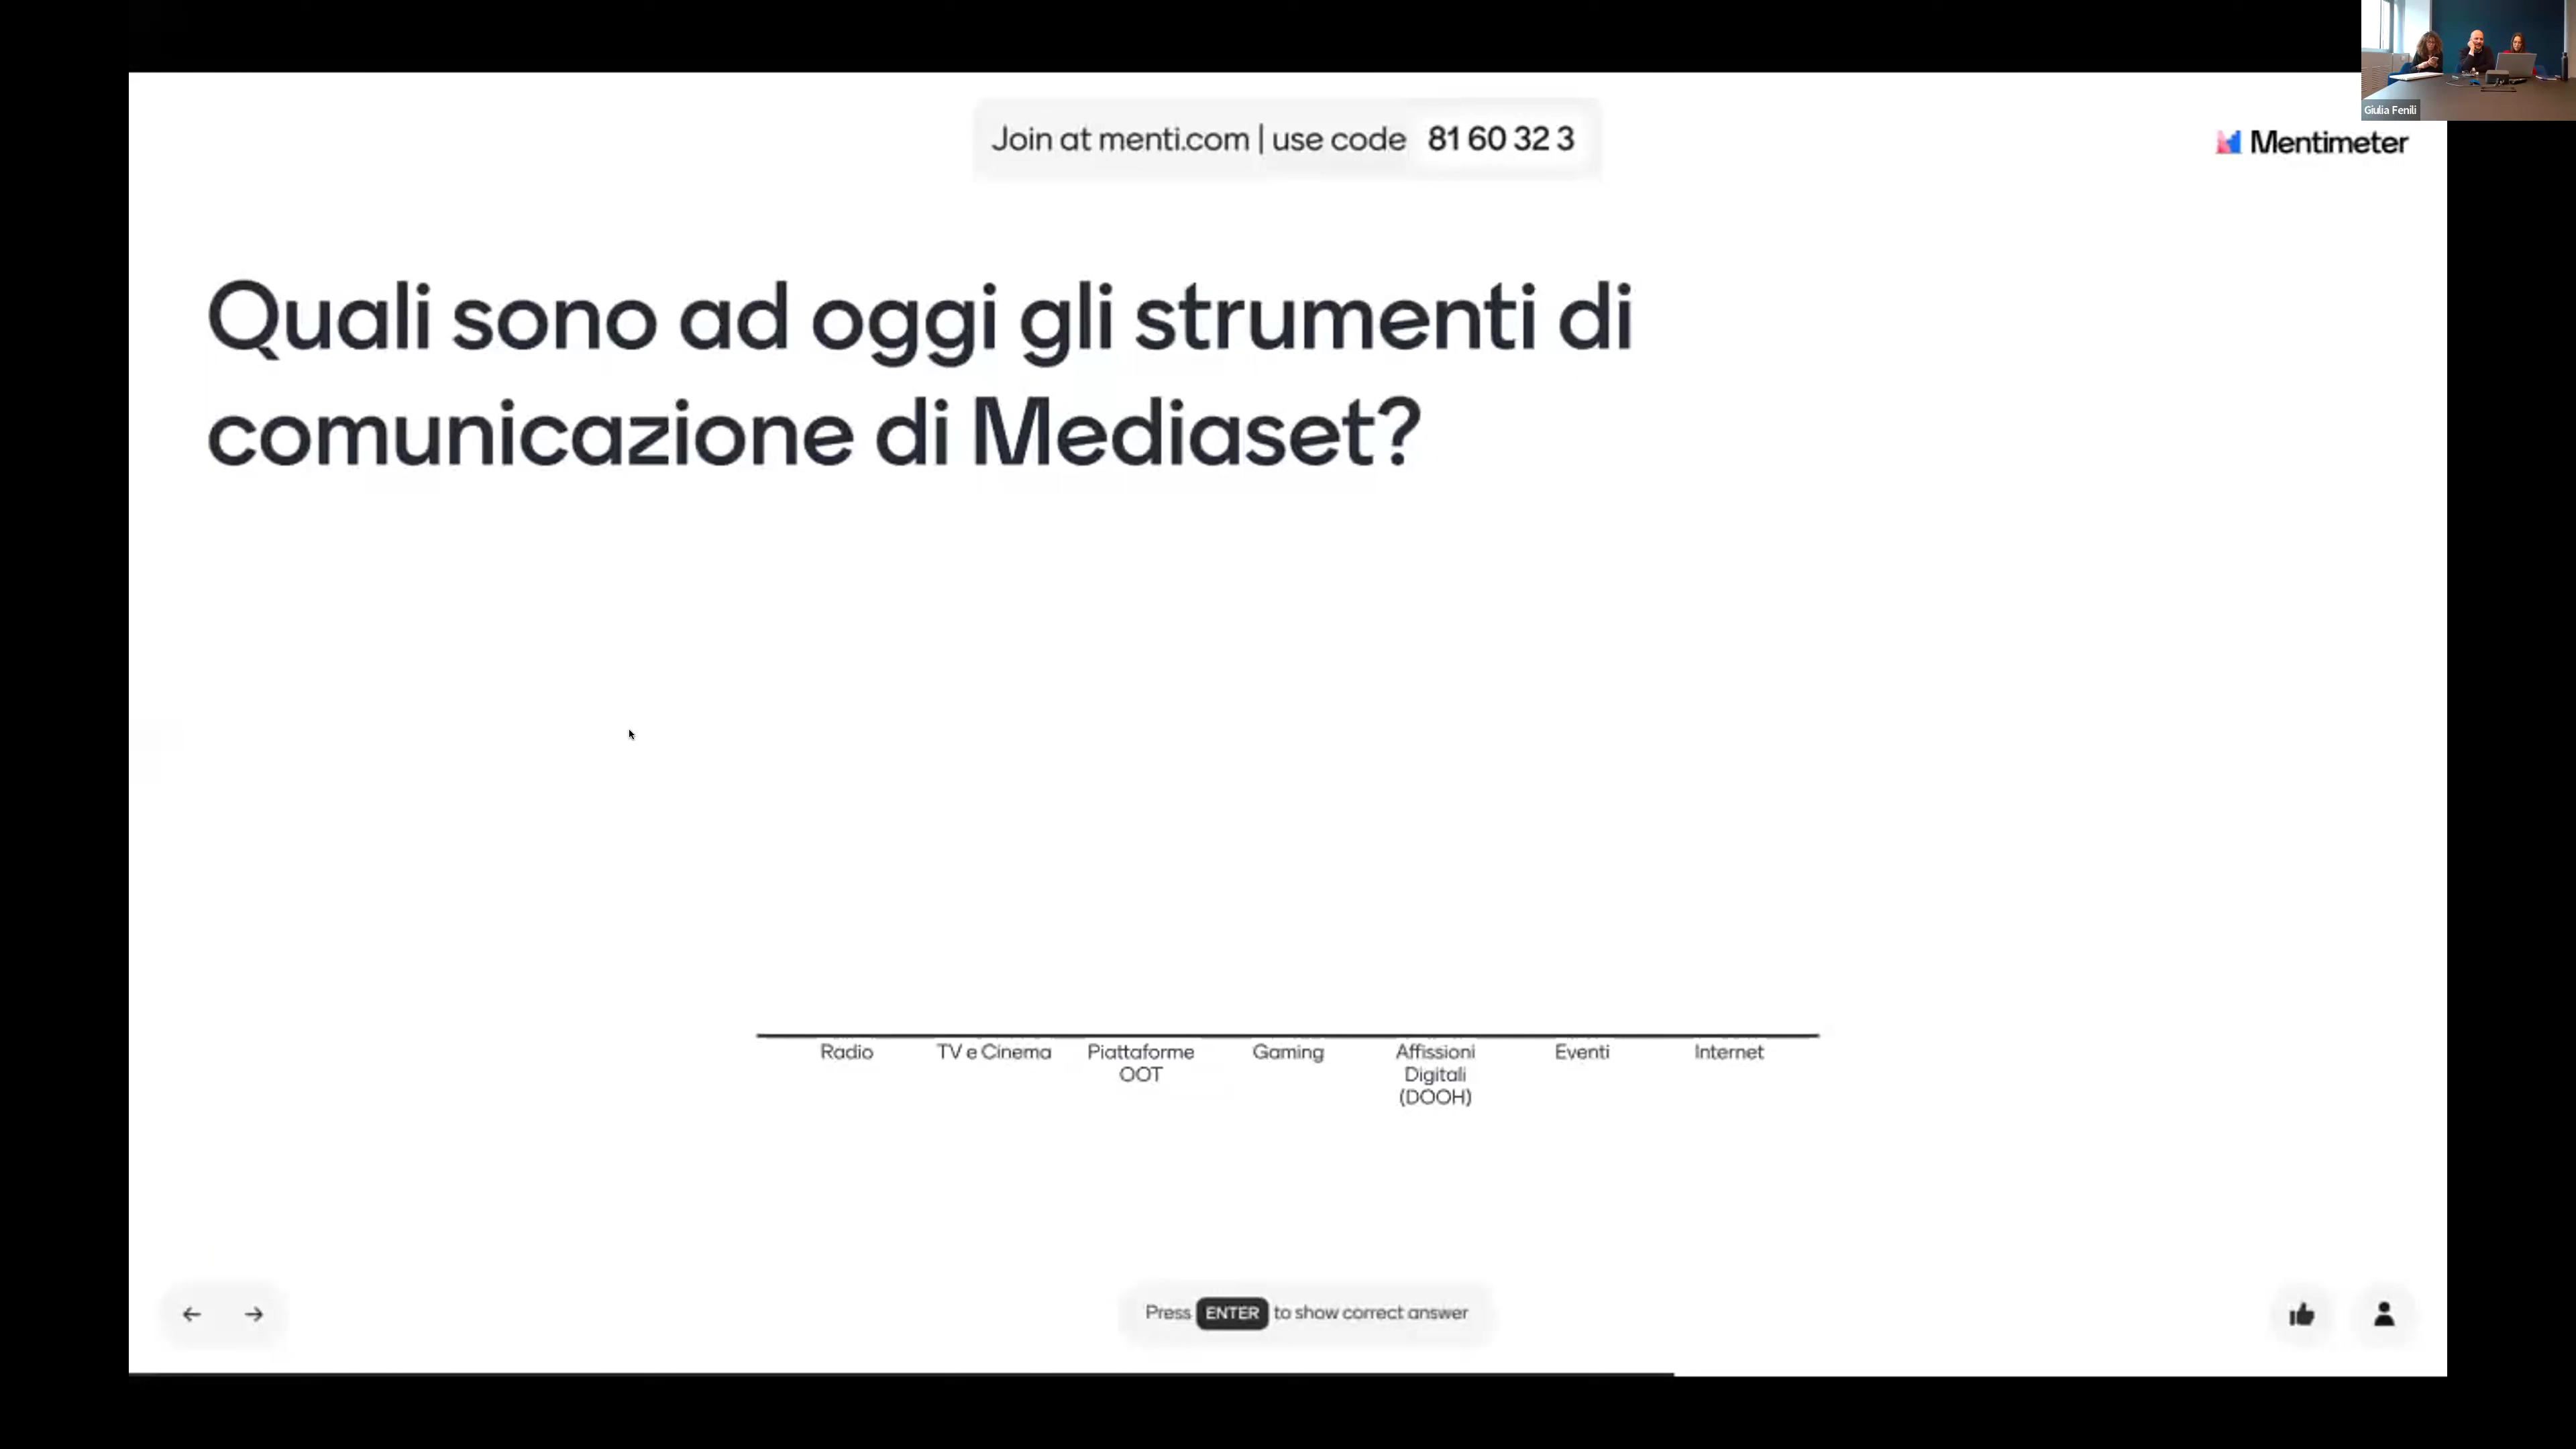 Giulia Fenili
Join at menti.com | use code 81 60 32 3
Mentimeter
Quali sono ad oggi gli strumenti di
comunicazione di Mediaset?
Radio
TV e Cinema
Piattaforme
OOT
Gaming
Affissioni
Digitali
(DOOH)
Eventi
Internet
Press ENTER to show correct answer